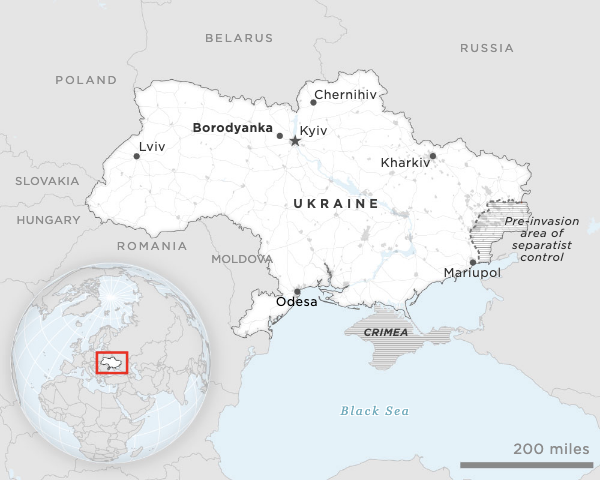 BELARUS
RUSSIA
POLAND
Chernihiv
Borodyanka
Kyiv
Lviv
Kharkiv
SLOVAKIA
UKRAINE
HUNGARY
Pre-invasion
area of
separatist
control
ROMANIA
MOLDOVA
Mariupol
Odesa
CRIMEA
Black Sea
200 miles